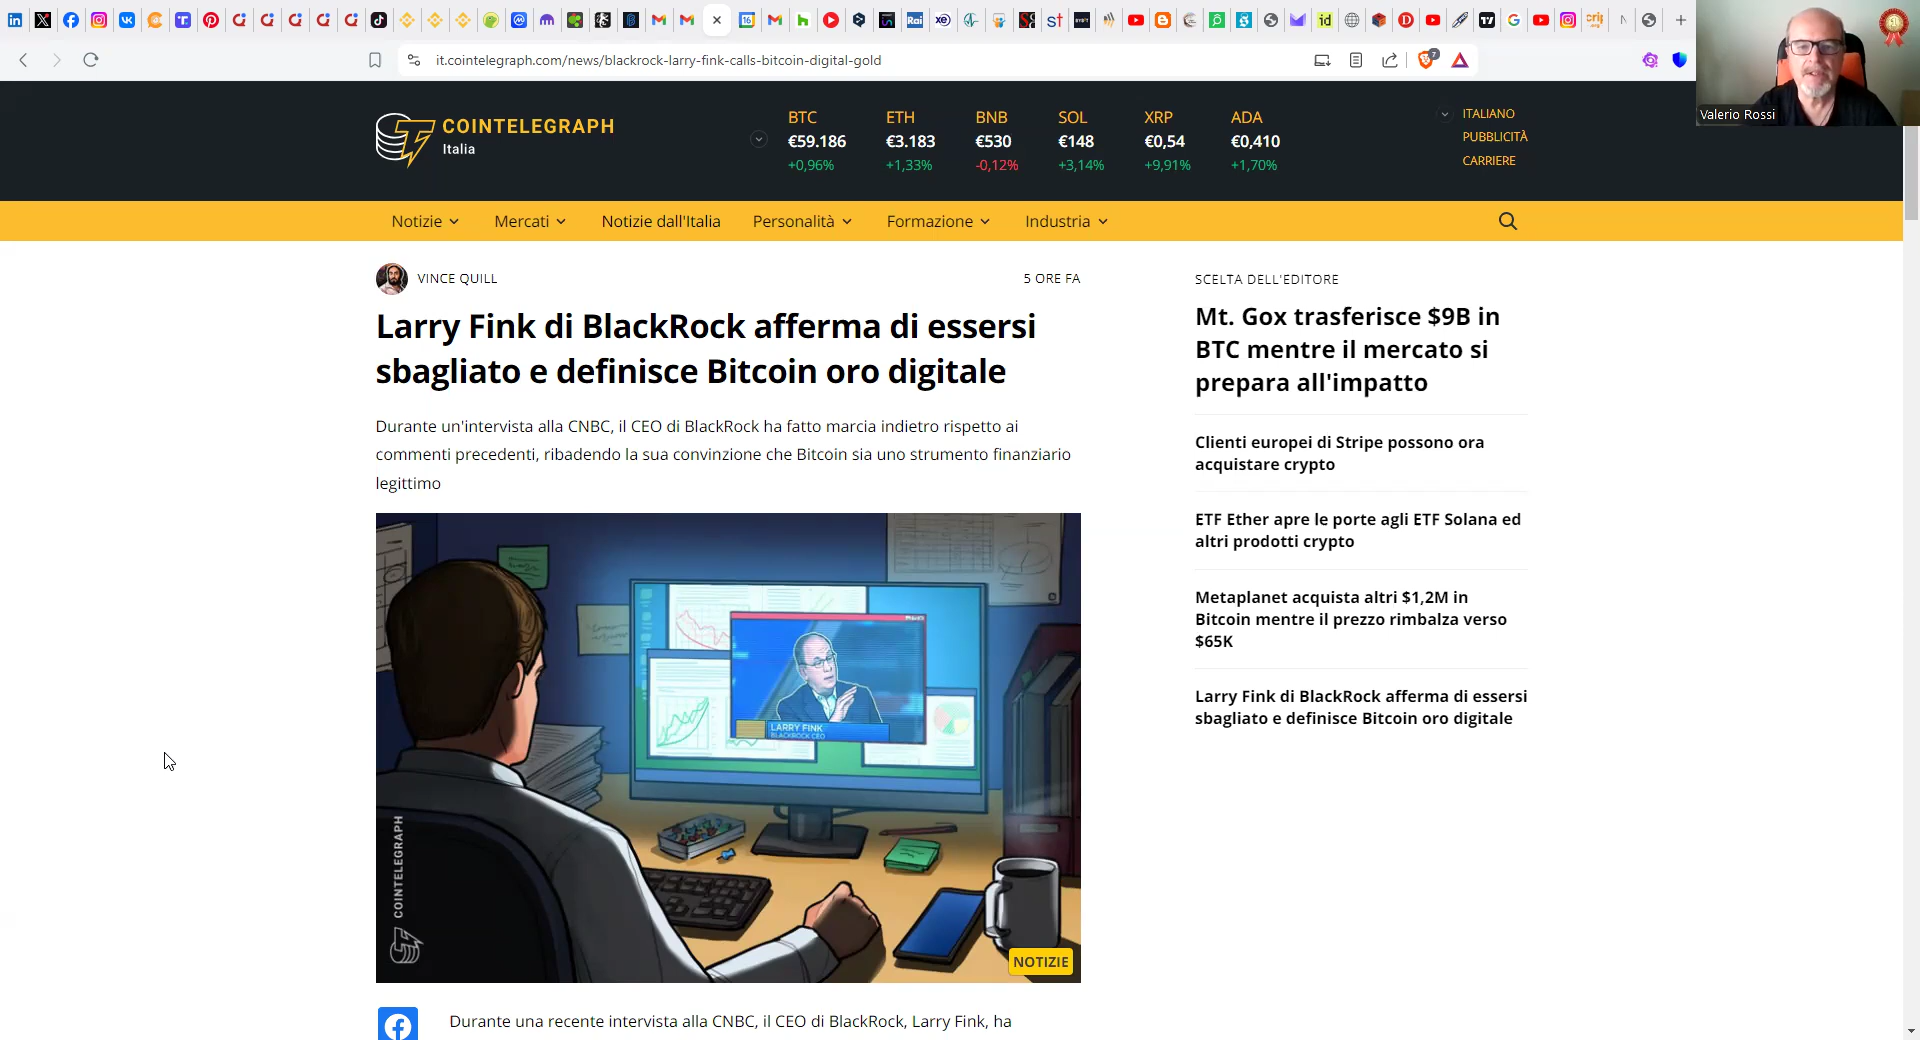 it.cointelegraph.com/news/blackrock-larry-fink-calls-bitcoin-digital-gold
7
Valerio Rossi
COINTELEGRAPH
Italia
BTC
€59.186
+0,96%
ETH
€3.183
+1,33%
BNB
€530
-0,12%
SOL
€148
+3,14%
XRP
€0,54
+9,91%
ADA
€0,410
+1,70%
ITALIANO
PUBBLICITÀ
CARRIERE
Notizie
Mercati
Notizie dall'Italia
Personalità
Formazione
Industria
VINCE QUILL
5 ORE FA
Larry Fink di BlackRock afferma di essersi
sbagliato e definisce Bitcoin oro digitale
Durante un'intervista alla CNBC, il CEO di BlackRock ha fatto marcia indietro rispetto ai
commenti precedenti, ribadendo la sua convinzione che Bitcoin sia uno strumento finanziario
legittimo
LARRY FINK
BLACKROCK CEO
COINTELEGRAPH
NOTIZIE
Durante una recente intervista alla CNBC, il CEO di BlackRock, Larry Fink, ha
SCELTA DELL'EDITORE
Mt. Gox trasferisce $9B in
BTC mentre il mercato si
prepara all'impatto
Clienti europei di Stripe possono ora
acquistare crypto
ETF Ether apre le porte agli ETF Solana ed
altri prodotti crypto
Metaplanet acquista altri $1,2M in
Bitcoin mentre il prezzo rimbalza verso
$65K
Larry Fink di BlackRock afferma di essersi
sbagliato e definisce Bitcoin oro digitale